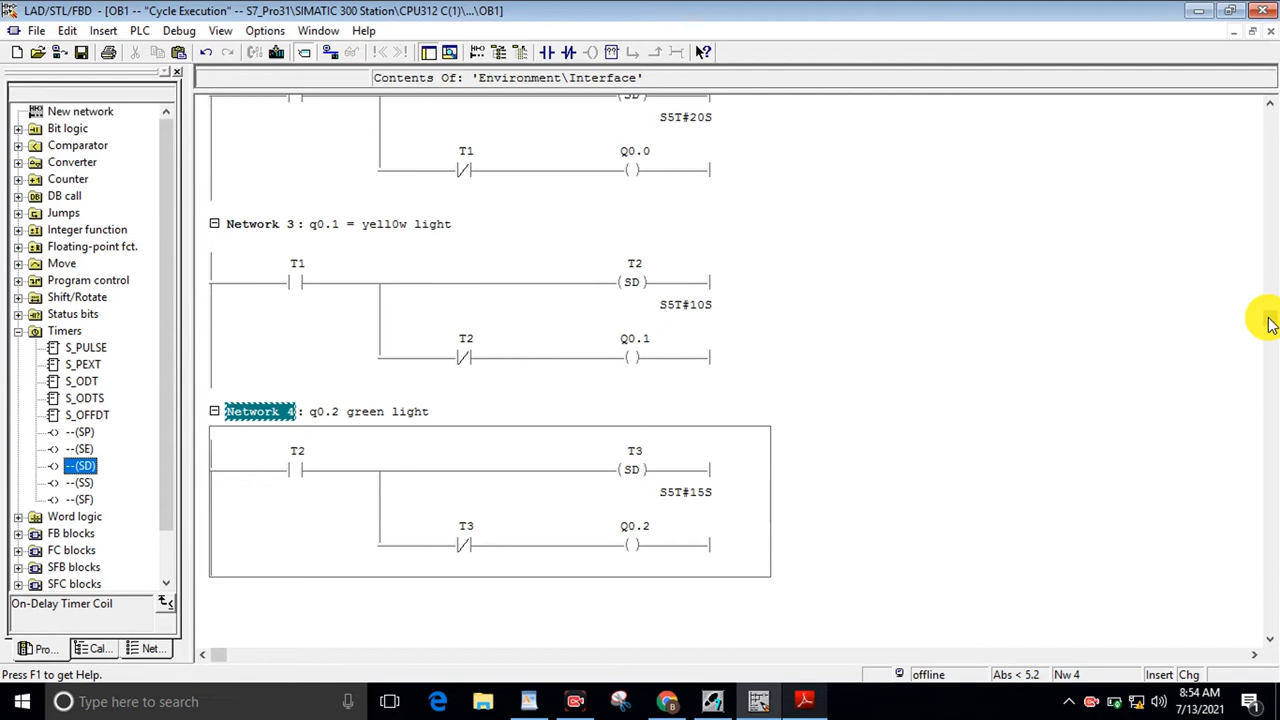 LAD/STL/FBD - [OB1 -- "Cycle Execution" -- S7_Pro31\SIMATIC 300 Station\CPU312 C(1)\...\OB1]
File Edit Insert PLC Debug View Options Window Help
Contents Of: 'Environment\Interface'
New network
Bit logic
Comparator
Converter
Counter
DB call
Jumps
Integer function
Floating-point fct.
Move
Program control
Shift/Rotate
Status bits
Timers
S_PULSE
S_PEXT
S_ODT
S_ODTS
S_OFFDT
--(SP)
--(SE)
--(SD)
--(SS)
--(SF)
Word logic
FB blocks
FC blocks
SFB blocks
SFC blocks
On-Delay Timer Coil
Pro... Cal... Net...
SD
S5T#20S
T1 Q0.0
Network 3: q0.1 = yell0w light
T1 T2
SD
S5T#10S
T2 Q0.1
Network 4: q0.2 green light
T2 T3
SD
S5T#15S
T3 Q0.2
Press F1 to get Help.
offline Abs < 5.2 Nw 4 Insert Chg
Type here to search
8:54 AM
7/13/2021
1